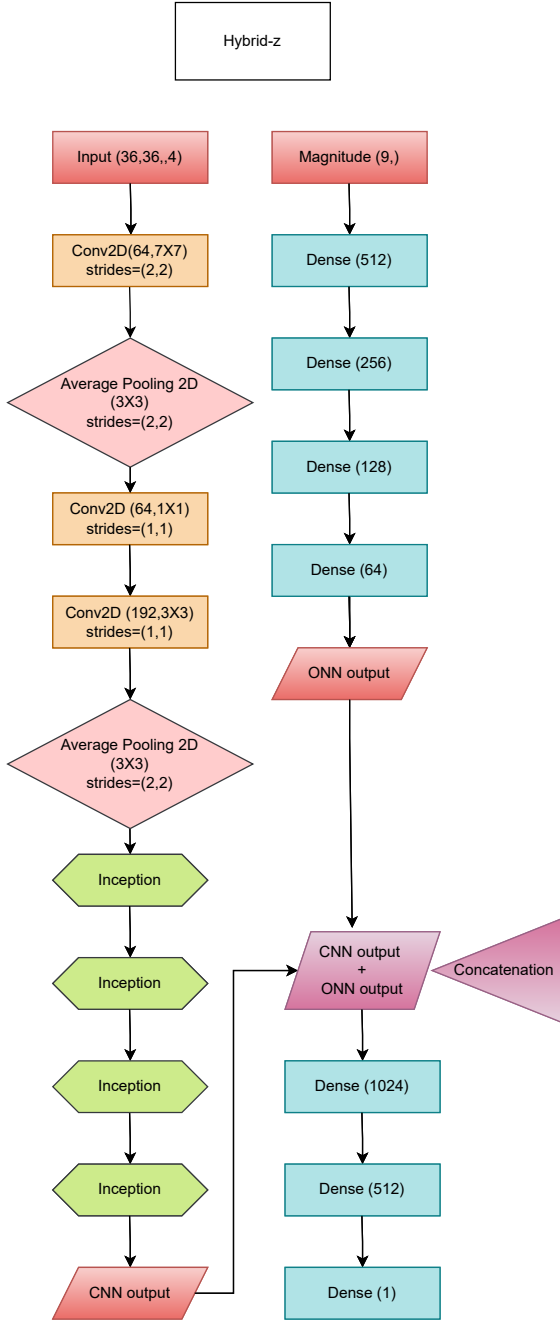 Hybrid-z
Input (36,36,,4)
Conv2D(64,7X7)
strides=(2,2)
Average Pooling 2D
(3X3)
strides=(2,2)
Conv2D (64,1X1)
strides=(1,1)
Conv2D (192,3X3)
strides=(1,1)
Average Pooling 2D
(3X3)
strides=(2,2)
Inception
Inception
Inception
Inception
CNN output
Magnitude (9,)
Dense (512)
Dense (256)
Dense (128)
Dense (64)
ONN output
CNN output
+
ONN output
Concatenation
Dense (1024)
Dense (512)
Dense (1)